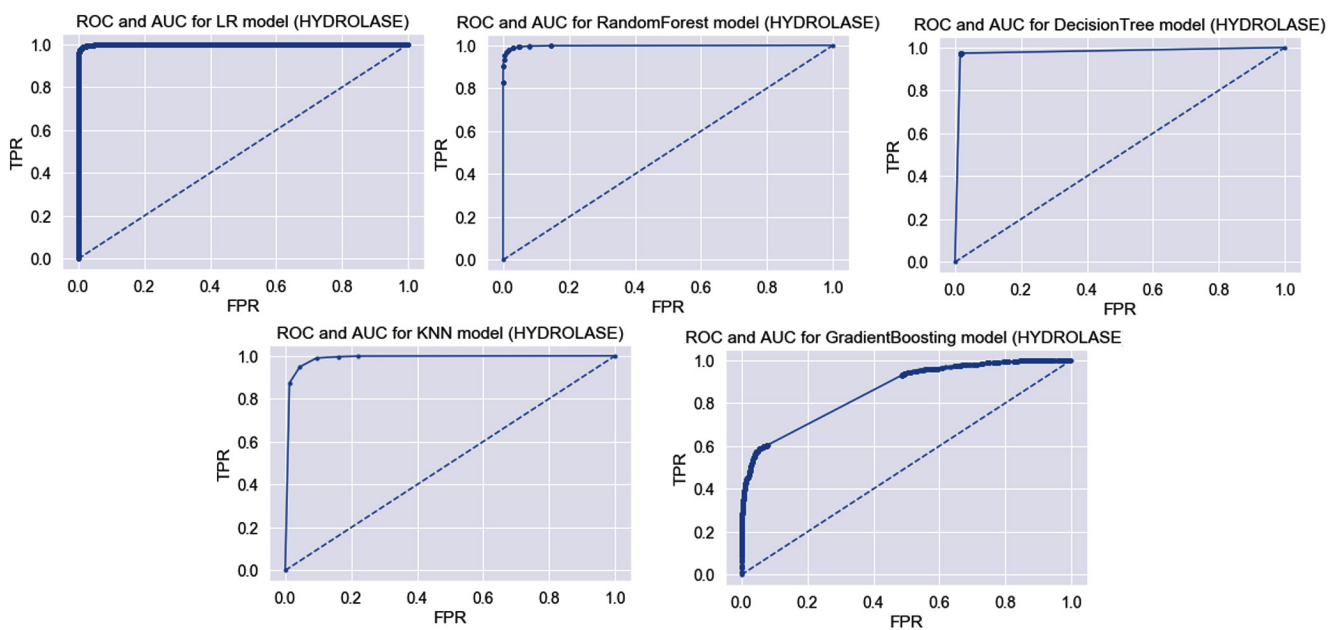 ROC and AUC for LR model (HYDROLASE)
1.0
0.8
0.6
0.4
0.2
0.0
TPR
0.0 0.2 0.4 0.6 0.8 1.0
FPR
ROC and AUC for RandomForest model (HYDROLASE)
1.0
0.8
0.6
0.4
0.2
0.0
TPR
0.0 0.2 0.4 0.6 0.8 1.0
FPR
ROC and AUC for DecisionTree model (HYDROLASE)
1.0
0.8
0.6
0.4
0.2
0.0
TPR
0.0 0.2 0.4 0.6 0.8 1.0
FPR
ROC and AUC for KNN model (HYDROLASE)
1.0
0.8
0.6
0.4
0.2
0.0
TPR
0.0 0.2 0.4 0.6 0.8 1.0
FPR
ROC and AUC for GradientBoosting model (HYDROLASE
1.0
0.8
0.6
0.4
0.2
0.0
TPR
0.0 0.2 0.4 0.6 0.8 1.0
FPR